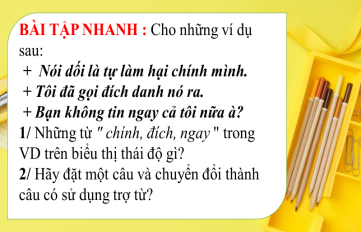 BÀI TẬP NHANH : Cho những ví dụ
sau:
+ Nói dối là tự làm hại chính mình.
+ Tôi đã gọi đích danh nó ra.
+ Bạn không tin ngay cả tôi nữa à?
1/ Những từ " chính, đích, ngay " trong
VD trên biểu thị thái độ gì?
2/ Hãy đặt một câu và chuyển đổi thành
câu có sử dụng trợ từ?